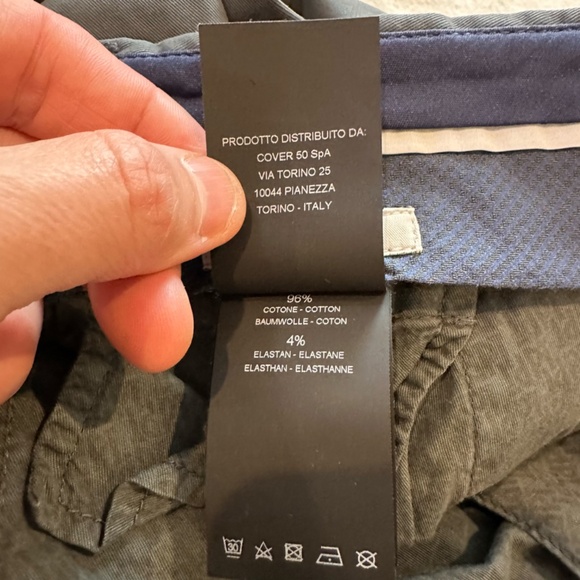 PRODOTTO DISTRIBUITO DA:
COVER 50 SpA
VIA TORINO 25
10044 PIANEZZA
TORINO - ITALY
96%
COTONE - COTTON
BAUMWOLLE - COTON
4%
ELASTAN - ELASTANE
ELASTHAN - ELASTHANNE
30